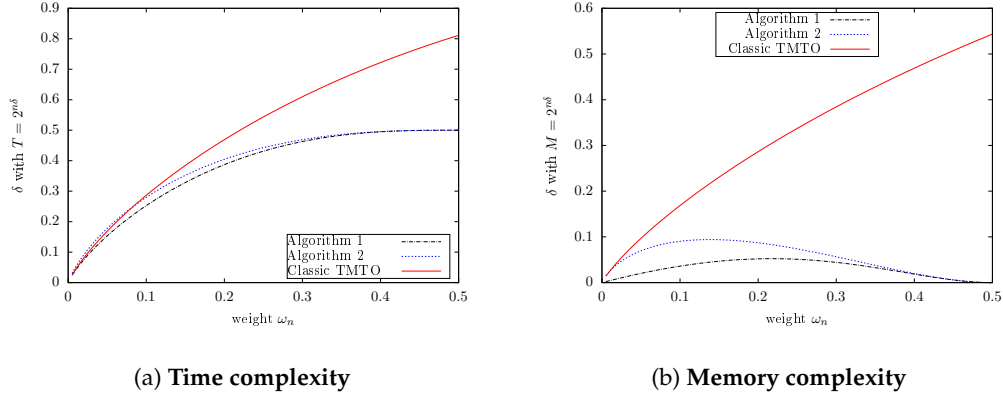 0.9
0.8
0.7
0.6
0.5
0.4
0.3
0.2
0.1
0
δ with T = 2^{nδ}
Algorithm 1
Algorithm 2
Classic TMTO
0 0.1 0.2 0.3 0.4 0.5
weight ω_n
(a) Time complexity
0.6
0.5
0.4
0.3
0.2
0.1
0
δ with M = 2^{nδ}
Algorithm 1
Algorithm 2
Classic TMTO
0 0.1 0.2 0.3 0.4 0.5
weight ω_n
(b) Memory complexity